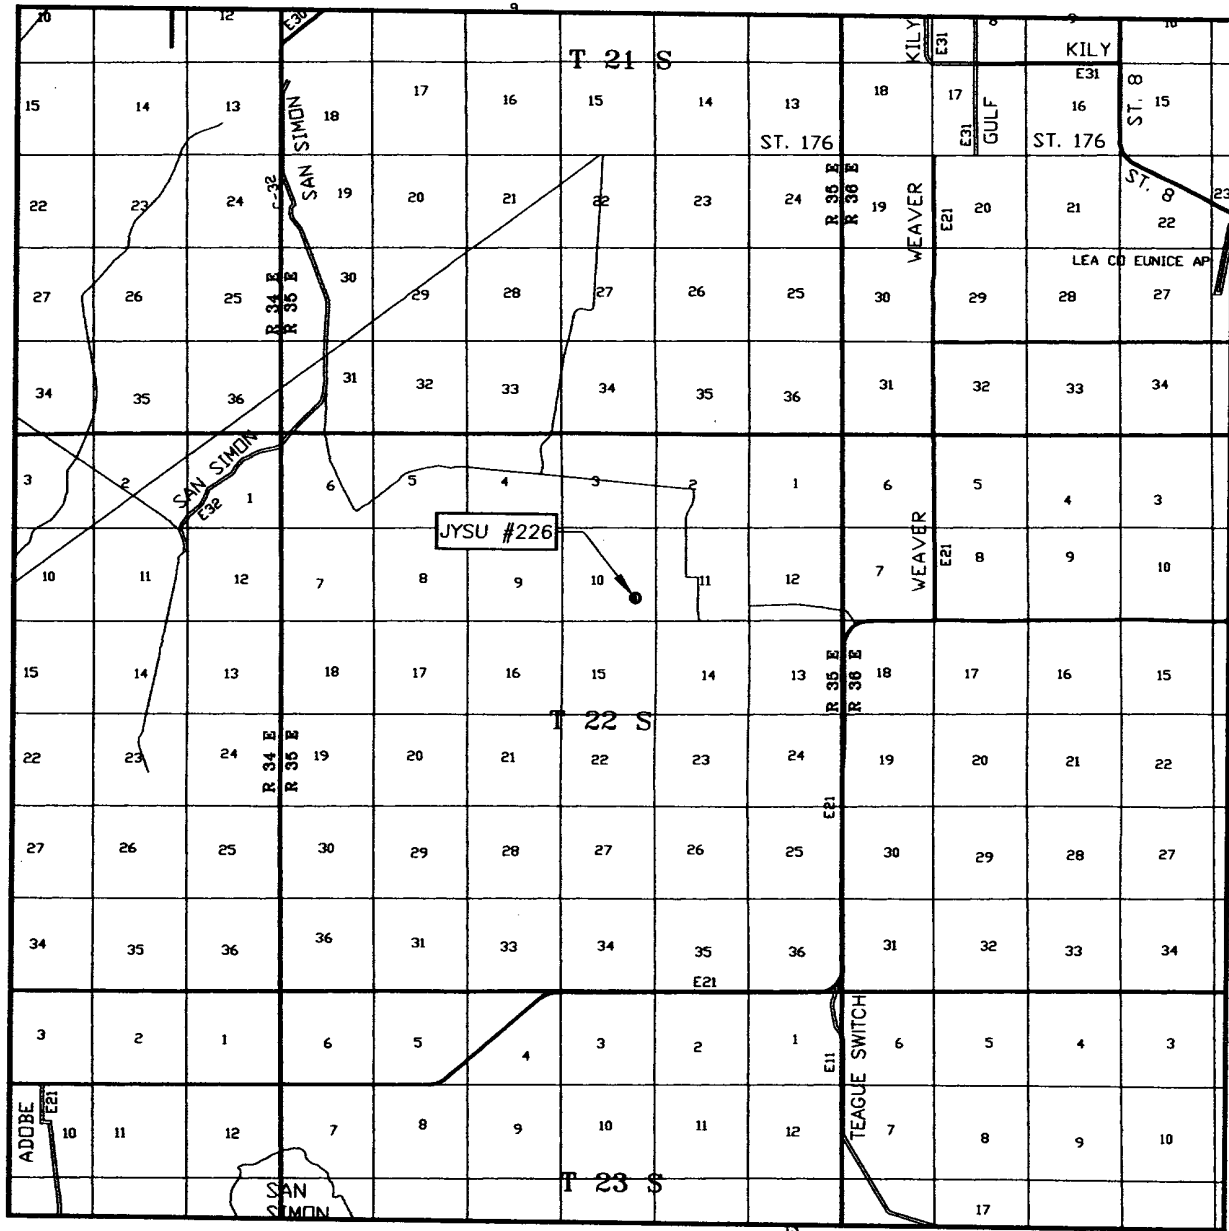 10 12 E30 9 KILY E31 8 9 10
T 21 S KILY
E31
15 14 13 SAN SIMON 18 17 16 15 14 13 18 17 GULF 16 ST. 8 15
ST. 176 E31 ST. 176
22 23 24 19 20 21 22 23 24 R 35 E R 36 E 19 WEAVER E21 20 21 ST. 8 22 23
LEA CO EUNICE AP
27 26 25 R 34 E R 35 E 30 29 28 27 26 25 30 29 28 27
34 35 36 31 32 33 34 35 36 31 32 33 34
3 2 SAN SIMON E32 1 6 5 4 3 2 1 6 5 4 3
JYSU #226
10 11 12 7 8 9 10 11 12 7 WEAVER E21 8 9 10
15 14 13 18 17 16 15 14 13 R 35 E R 36 E 18 17 16 15
T 22 S
22 23 24 R 34 E R 35 E 19 20 21 22 23 24 19 20 21 22
E21
27 26 25 30 29 28 27 26 25 30 29 28 27
34 35 36 36 31 33 34 35 36 31 32 33 34
E21
3 2 1 6 5 4 3 2 1 E11 TEAGUE SWITCH 6 5 4 3
ADOBE E21 10 11 12 7 8 9 10 11 12 7 8 9 10
SAN T 23 S
SIMON 17